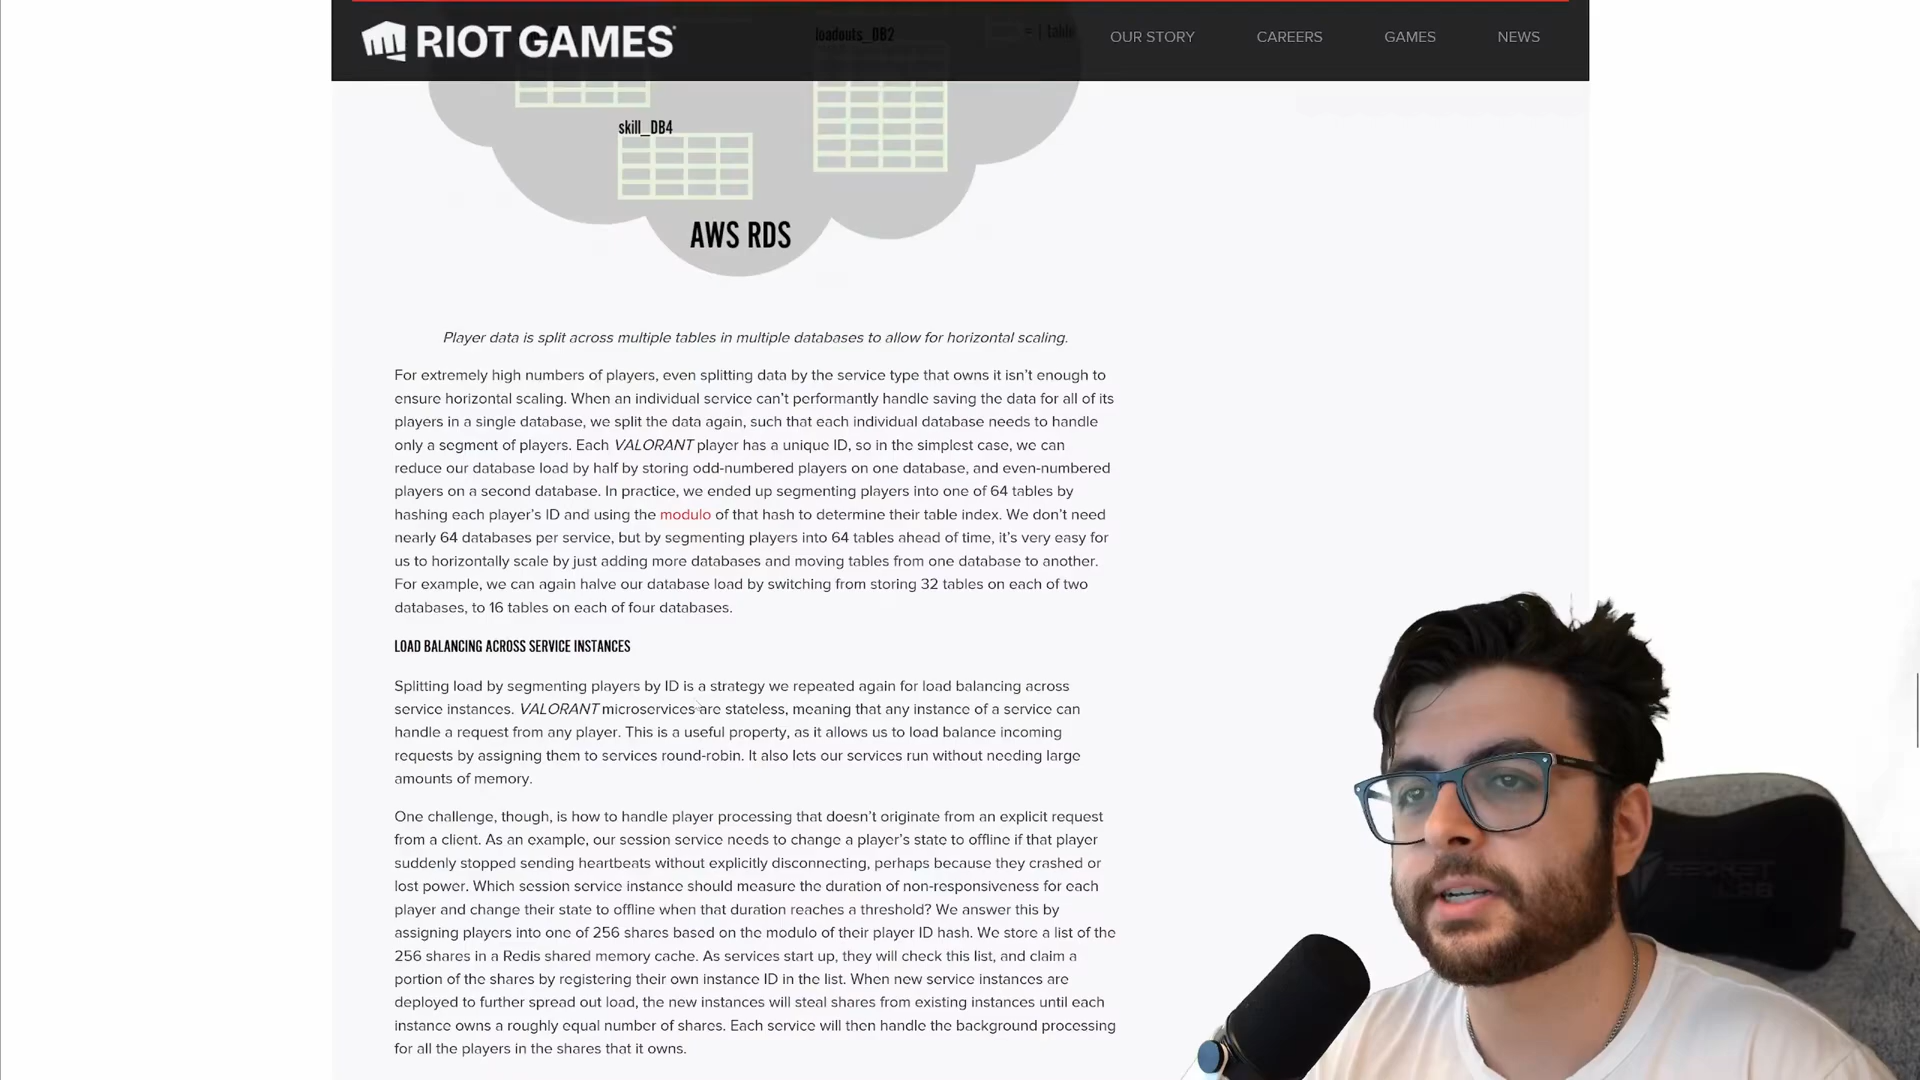 RIOT GAMES
OUR STORY
CAREERS
GAMES
NEWS
loadouts_DB2
= 1 table
skill_DB4
AWS RDS
Player data is split across multiple tables in multiple databases to allow for horizontal scaling.
For extremely high numbers of players, even splitting data by the service type that owns it isn't enough to
ensure horizontal scaling. When an individual service can't performantly handle saving the data for all of its
players in a single database, we split the data again, such that each individual database needs to handle
only a segment of players. Each VALORANT player has a unique ID, so in the simplest case, we can
reduce our database load by half by storing odd-numbered players on one database, and even-numbered
players on a second database. In practice, we ended up segmenting players into one of 64 tables by
hashing each player's ID and using the modulo of that hash to determine their table index. We don't need
nearly 64 databases per service, but by segmenting players into 64 tables ahead of time, it's very easy for
us to horizontally scale by just adding more databases and moving tables from one database to another.
For example, we can again halve our database load by switching from storing 32 tables on each of two
databases, to 16 tables on each of four databases.
LOAD BALANCING ACROSS SERVICE INSTANCES
Splitting load by segmenting players by ID is a strategy we repeated again for load balancing across
service instances. VALORANT microservices are stateless, meaning that any instance of a service can
handle a request from any player. This is a useful property, as it allows us to load balance incoming
requests by assigning them to services round-robin. It also lets our services run without needing large
amounts of memory.
One challenge, though, is how to handle player processing that doesn't originate from an explicit request
from a client. As an example, our session service needs to change a player's state to offline if that player
suddenly stopped sending heartbeats without explicitly disconnecting, perhaps because they crashed or
lost power. Which session service instance should measure the duration of non-responsiveness for each
player and change their state to offline when that duration reaches a threshold? We answer this by
assigning players into one of 256 shares based on the modulo of their player ID hash. We store a list of the
256 shares in a Redis shared memory cache. As services start up, they will check this list, and claim a
portion of the shares by registering their own instance ID in the list. When new service instances are
deployed to further spread out load, the new instances will steal shares from existing instances until each
instance owns a roughly equal number of shares. Each service will then handle the background processing
for all the players in the shares that it owns.